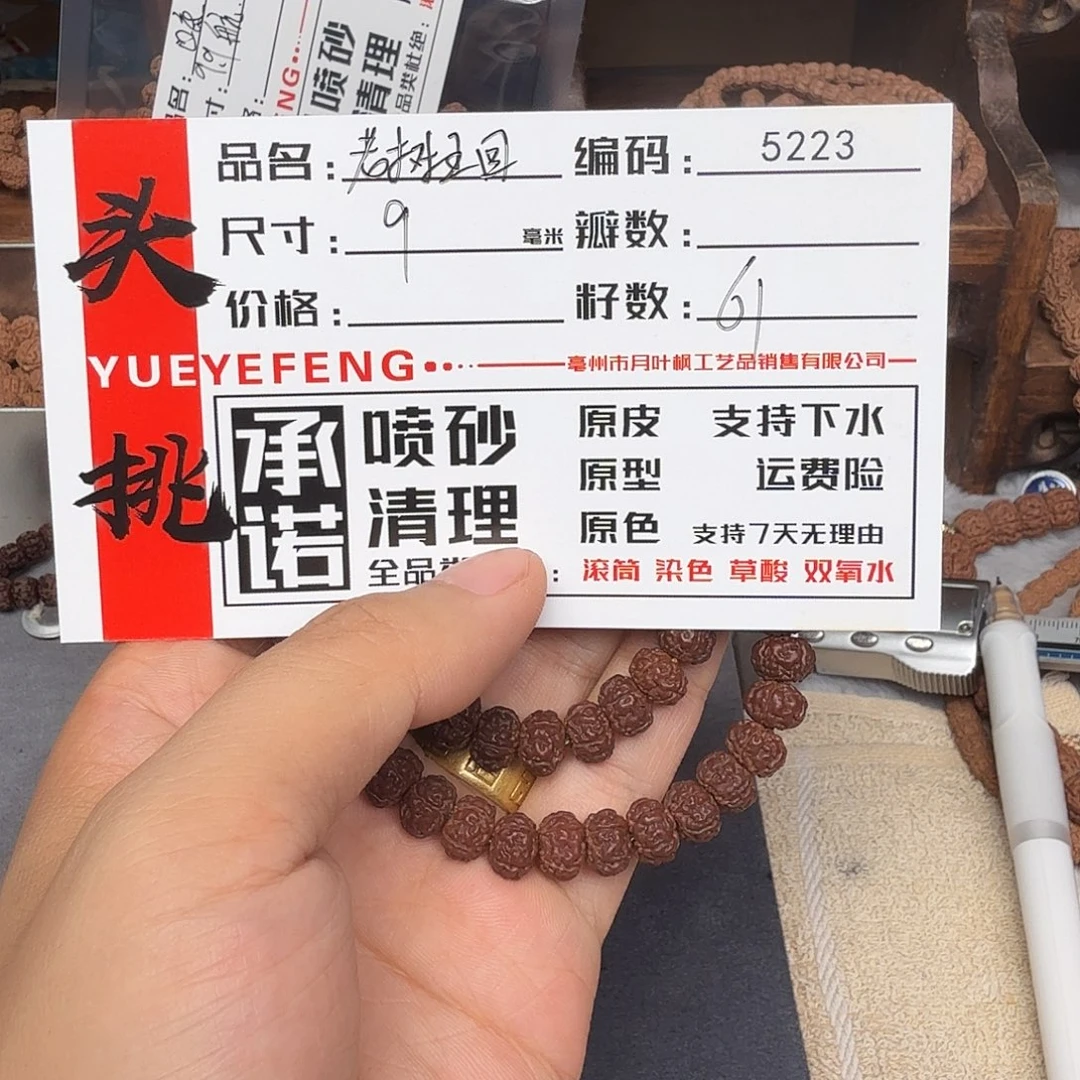 喷砂
清理
头挑
品名：老树桩王回 编码：5223
尺寸：9 毫米 瓣数：
价格： 籽数：61
YUEYEFENG 亳州市月叶枫工艺品销售有限公司
承诺
喷砂 原皮 支持下水
清理 原型 运费险
原色 支持7天无理由
全品 ：滚筒 染色 草酸 双氧水